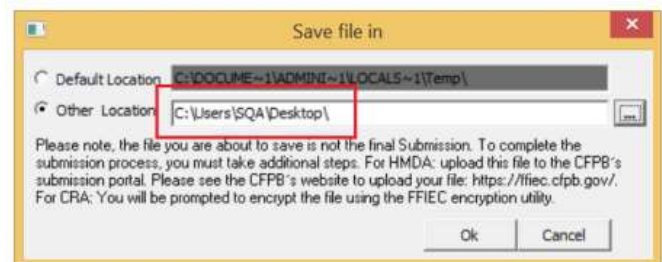 Save file in
Default Location C:\DOCUME~1\ADMINI~1\LOCALS~1\Temp\
Other Location C:\Users\SQA\Desktop\ ...
Please note, the file you are about to save is not the final Submission. To complete the
submission process, you must take additional steps. For HMDA: upload this file to the CFPB's
submission portal. Please see the CFPB's website to upload your file: https://ffiec.cfpb.gov/.
For CRA: You will be prompted to encrypt the file using the FFIEC encryption utility.
Ok Cancel